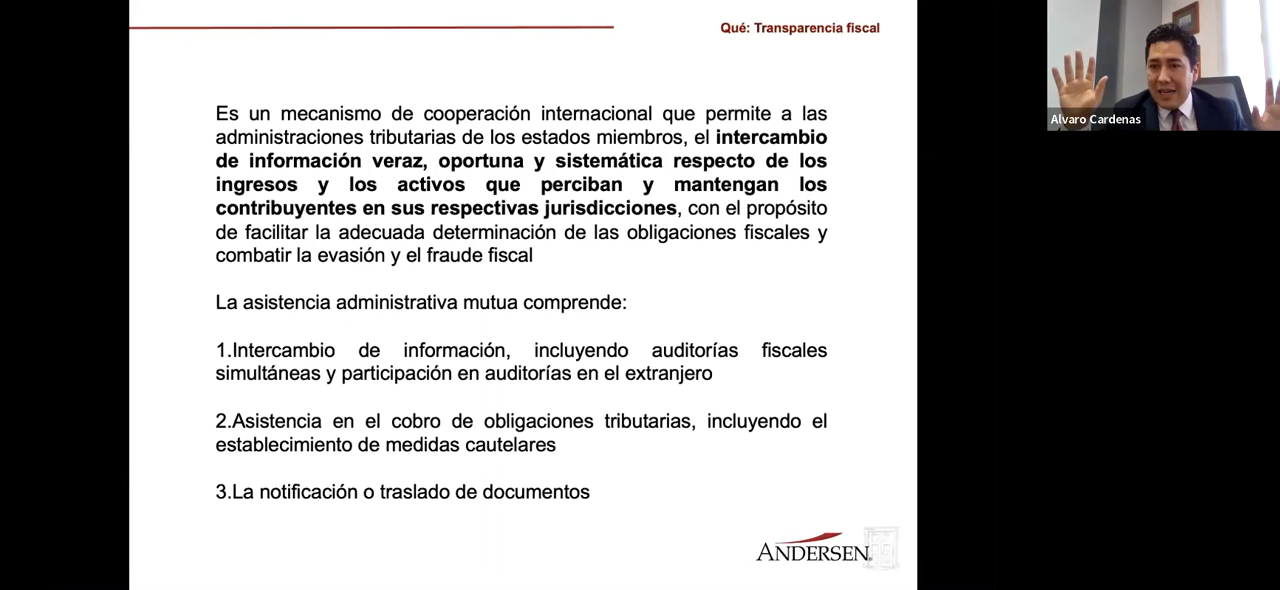 Qué: Transparencia fiscal
Alvaro Cardenas
Es un mecanismo de cooperación internacional que permite a las
administraciones tributarias de los estados miembros, el intercambio
de información veraz, oportuna y sistemática respecto de los
ingresos y los activos que perciban y mantengan los
contribuyentes en sus respectivas jurisdicciones, con el propósito
de facilitar la adecuada determinación de las obligaciones fiscales y
combatir la evasión y el fraude fiscal
La asistencia administrativa mutua comprende:
1.Intercambio de información, incluyendo auditorías fiscales
simultáneas y participación en auditorías en el extranjero
2.Asistencia en el cobro de obligaciones tributarias, incluyendo el
establecimiento de medidas cautelares
3.La notificación o traslado de documentos
ANDERSEN